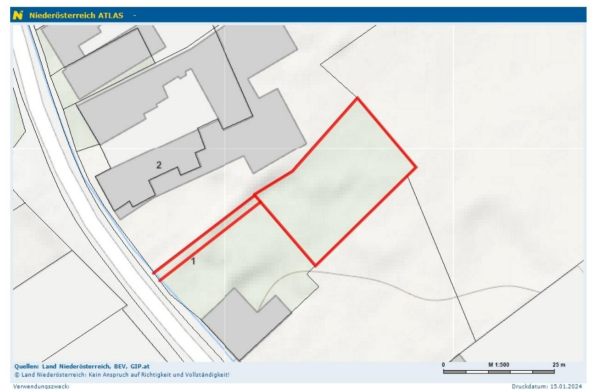 N Niederösterreich ATLAS -
2
1
Quellen: Land Niederösterreich, BEV, GIP.at
© Land Niederösterreich: Kein Anspruch auf Richtigkeit und Vollständigkeit!
0 M 1:500 25 m
Verwendungszweck: Druckdatum: 15.01.2024